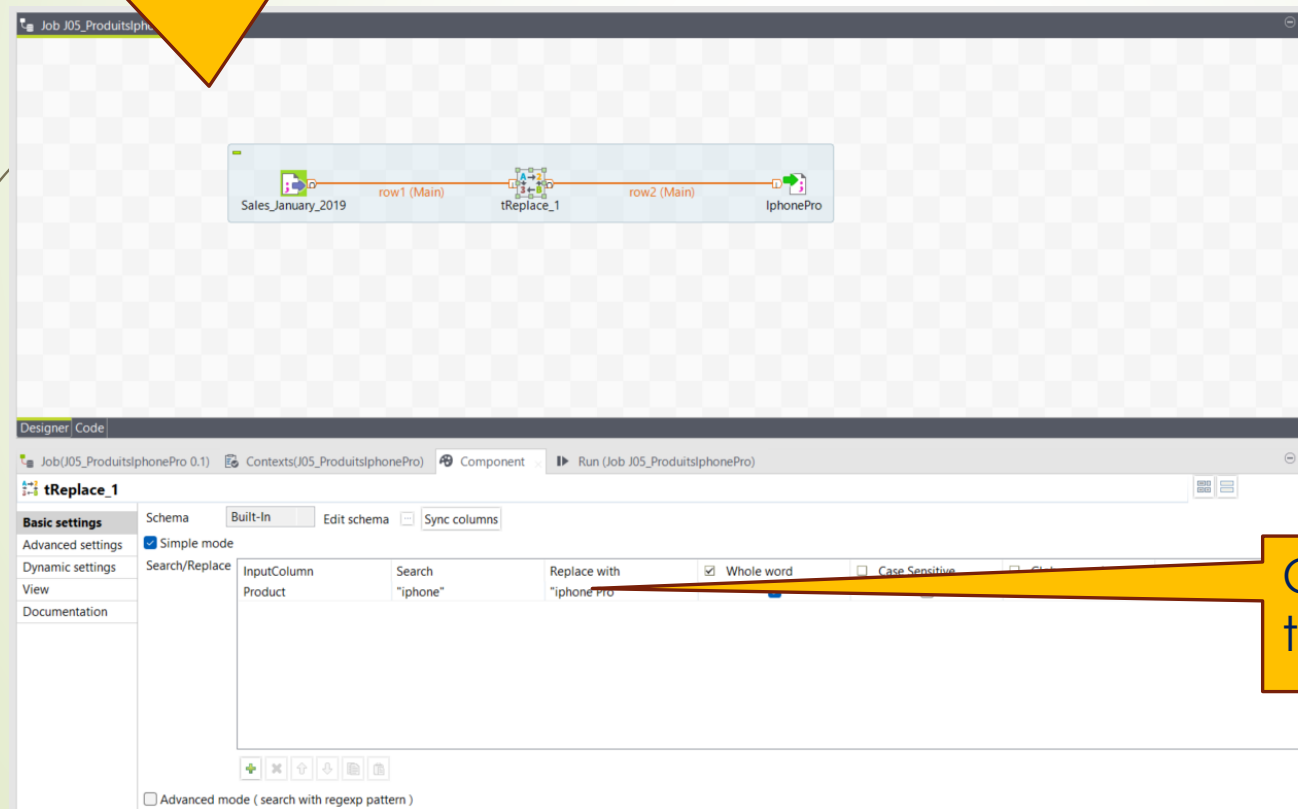 Job J05_ProduitsIpho
Sales_January_2019
row1 (Main)
tReplace_1
row2 (Main)
IphonePro
Designer Code
Job(J05_ProduitsIphonePro 0.1) Contexts(J05_ProduitsIphonePro) Component Run (Job J05_ProduitsIphonePro)
tReplace_1
Basic settings
Advanced settings
Dynamic settings
View
Documentation
Schema Built-In Edit schema Sync columns
Simple mode
Search/Replace
InputColumn Search Replace with Whole word Case Sensitive
Product "iphone" "iphone Pro
Advanced mode ( search with regexp pattern )